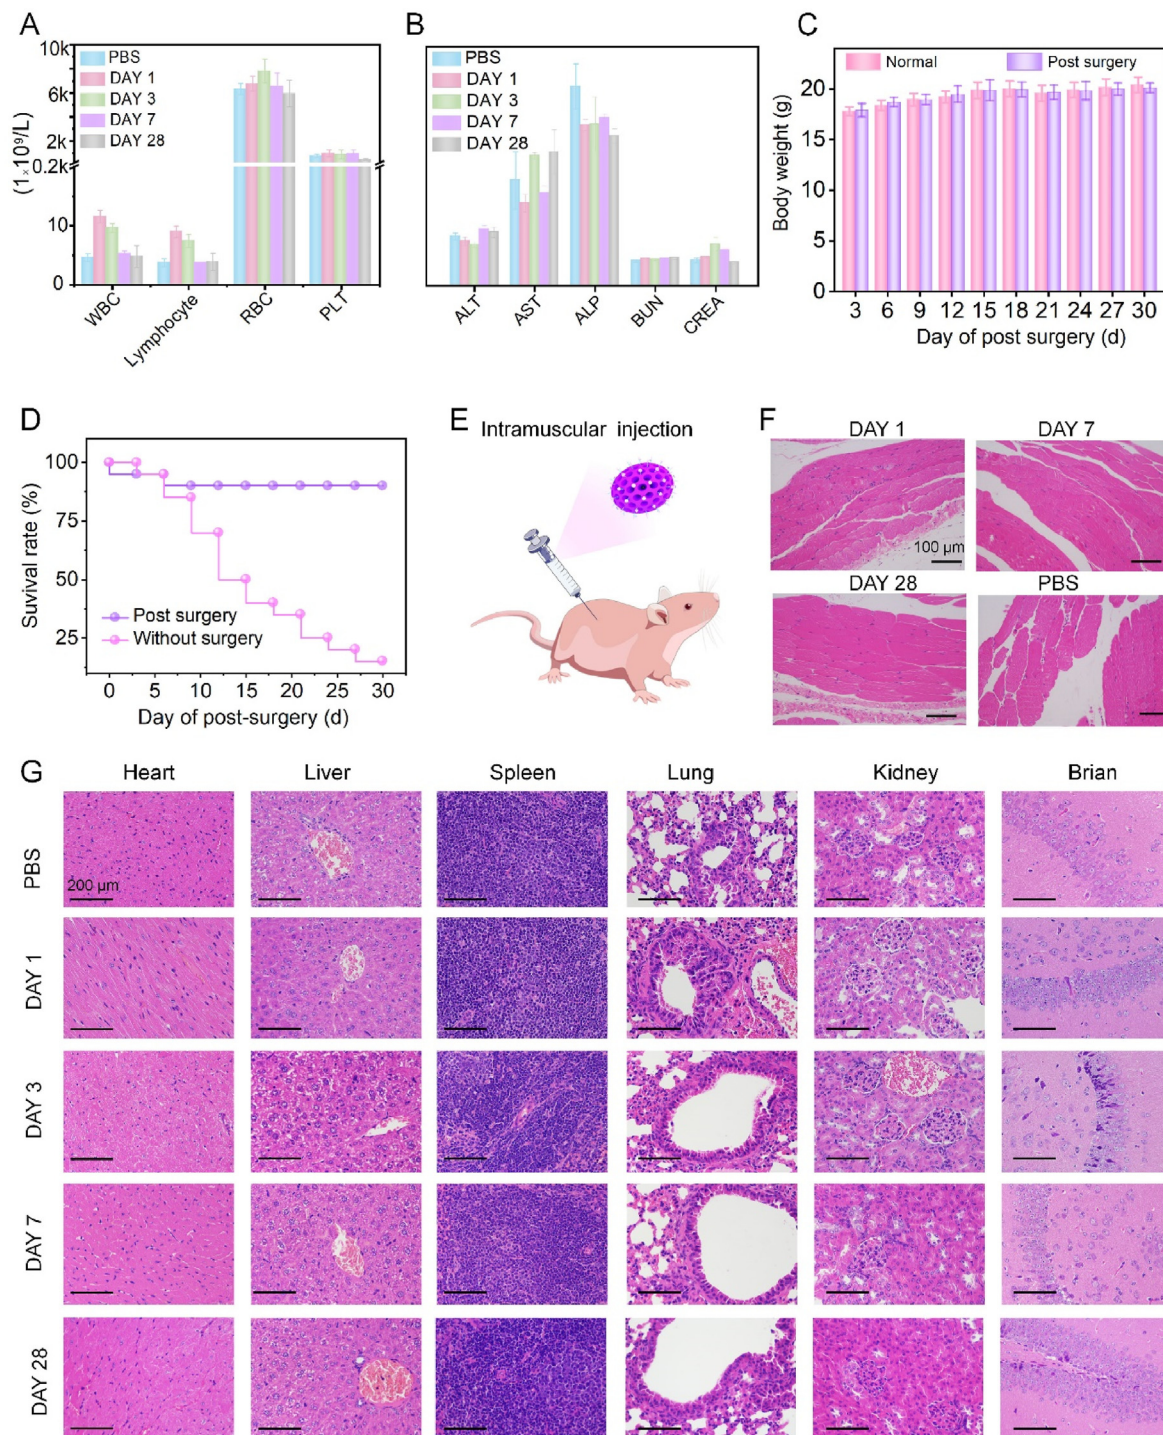 A
10k
6k
2k
0.2k
10
0
(1×10⁹/L)
PBS
DAY 1
DAY 3
DAY 7
DAY 28
WBC
Lymphocyte
RBC
PLT
B
PBS
DAY 1
DAY 3
DAY 7
DAY 28
ALT
AST
ALP
BUN
CREA
C
Normal
Post surgery
Body weight (g)
20
15
10
5
0
3 6 9 12 15 18 21 24 27 30
Day of post surgery (d)
D
Suvival rate (%)
100
75
50
25
Post surgery
Without surgery
0 5 10 15 20 25 30
Day of post-surgery (d)
E
Intramuscular injection
F
DAY 1
DAY 7
100 µm
DAY 28
PBS
G
Heart
Liver
Spleen
Lung
Kidney
Brian
PBS
200 µm
DAY 1
DAY 3
DAY 7
DAY 28